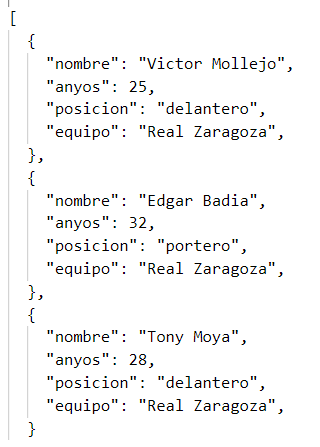 [
{
"nombre": "Victor Mollejo",
"anyos": 25,
"posicion": "delantero",
"equipo": "Real Zaragoza",
},
{
"nombre": "Edgar Badia",
"anyos": 32,
"posicion": "portero",
"equipo": "Real Zaragoza",
},
{
"nombre": "Tony Moya",
"anyos": 28,
"posicion": "delantero",
"equipo": "Real Zaragoza",
}